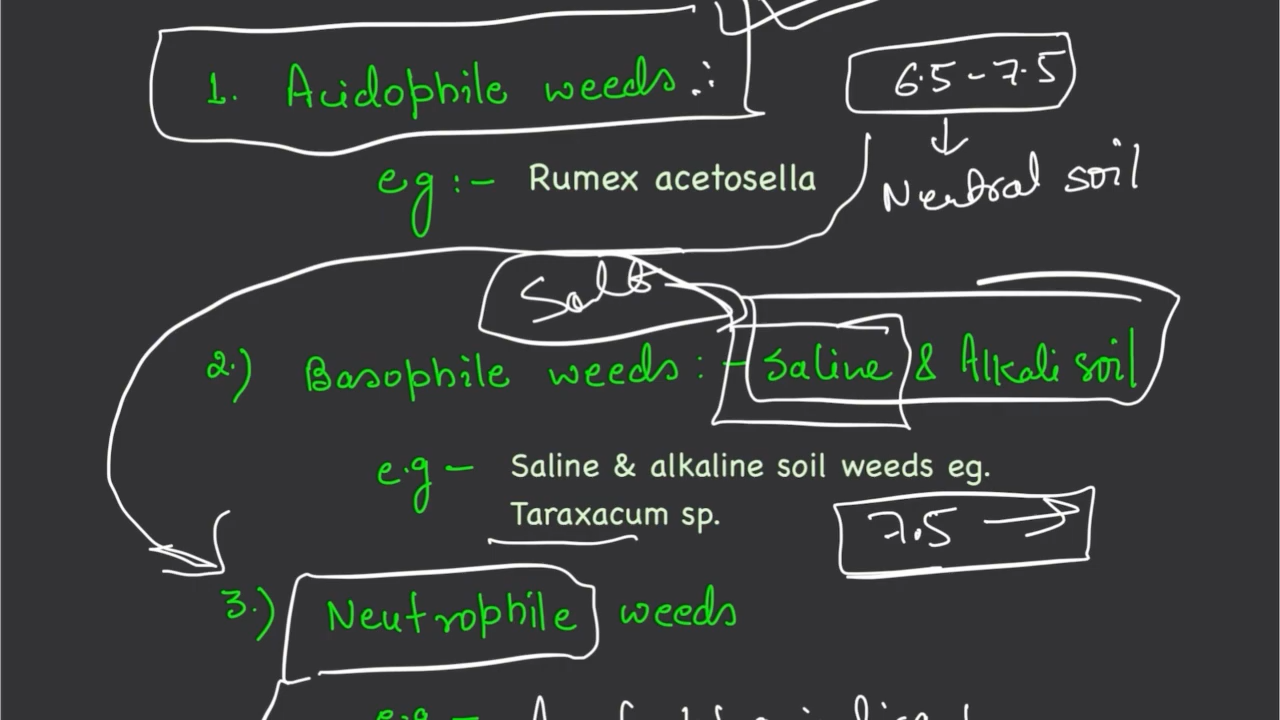 1. Acidophile weeds :
6.5 - 7.5
Neutral soil
eg :- Rumex acetosella
Salt
2.) Basophile weeds :- Saline & Alkali soil
e.g - Saline & alkaline soil weeds eg.
Taraxacum sp.
7.5 →
3.) Neutrophile weeds
e.g -